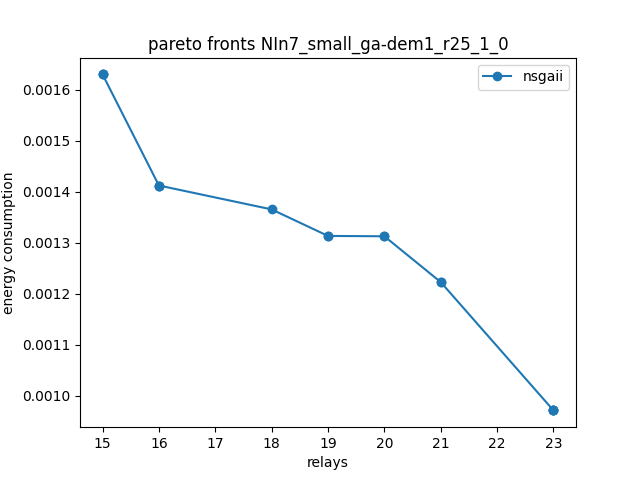 pareto fronts NIn7_small_ga-dem1_r25_1_0
nsgaii
0.0016
0.0015
0.0014
0.0013
0.0012
0.0011
0.0010
energy consumption
15 16 17 18 19 20 21 22 23
relays